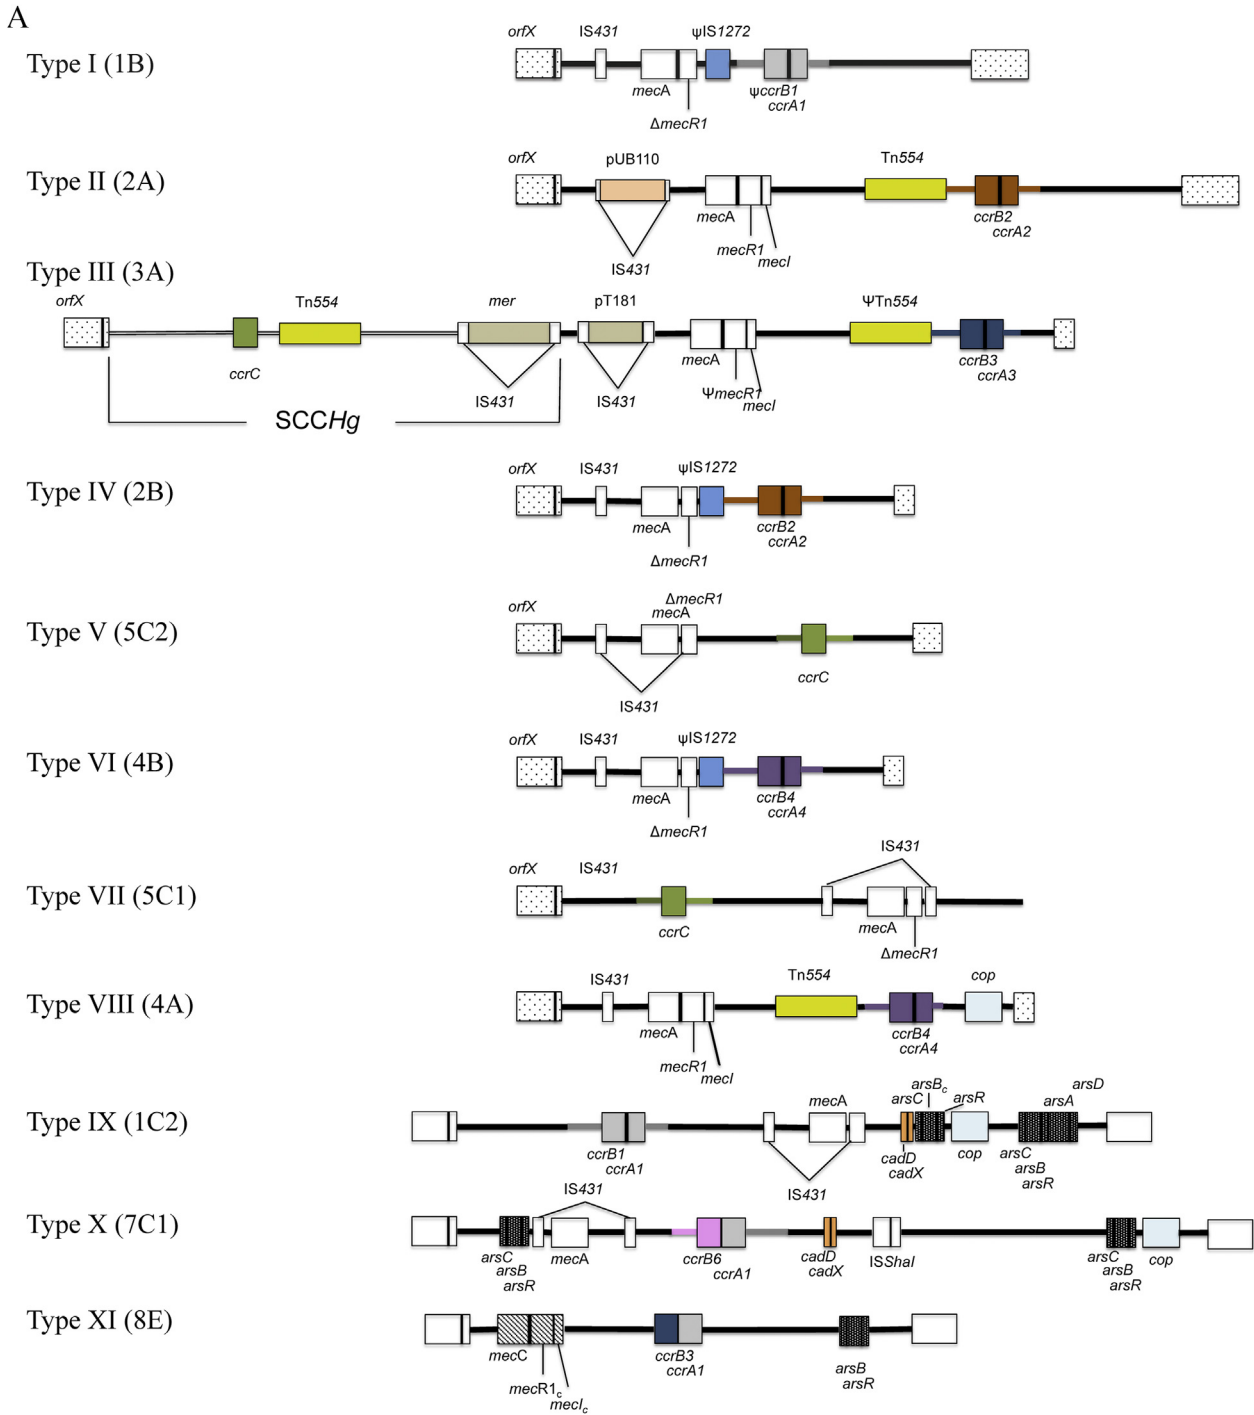 A
Type I (1B)
orfX
IS431
ψIS1272
mecA
ΔmecR1
ψccrB1
ccrA1
Type II (2A)
orfX
pUB110
Tn554
IS431
mecA
mecR1
mecI
ccrB2
ccrA2
Type III (3A)
orfX
Tn554
mer
pT181
ΨTn554
ccrC
IS431
IS431
mecA
ΨmecR1
mecI
ccrB3
ccrA3
SCCHg
Type IV (2B)
orfX
IS431
ψIS1272
mecA
ΔmecR1
ccrB2
ccrA2
Type V (5C2)
orfX
ΔmecR1
mecA
IS431
ccrC
Type VI (4B)
orfX
IS431
ψIS1272
mecA
ΔmecR1
ccrB4
ccrA4
Type VII (5C1)
orfX
IS431
IS431
ccrC
mecA
ΔmecR1
Type VIII (4A)
IS431
Tn554
cop
mecA
mecR1
mecI
ccrB4
ccrA4
Type IX (1C2)
mecA
arsC
arsBc
arsR
arsA
arsD
ccrB1
ccrA1
IS431
cadD
cadX
cop
arsC
arsB
arsR
Type X (7C1)
IS431
arsC
arsB
arsR
mecA
ccrB6
ccrA1
cadD
cadX
ISShaI
arsC
arsB
arsR
cop
Type XI (8E)
mecC
mecR1c
mecIc
ccrB3
ccrA1
arsB
arsR